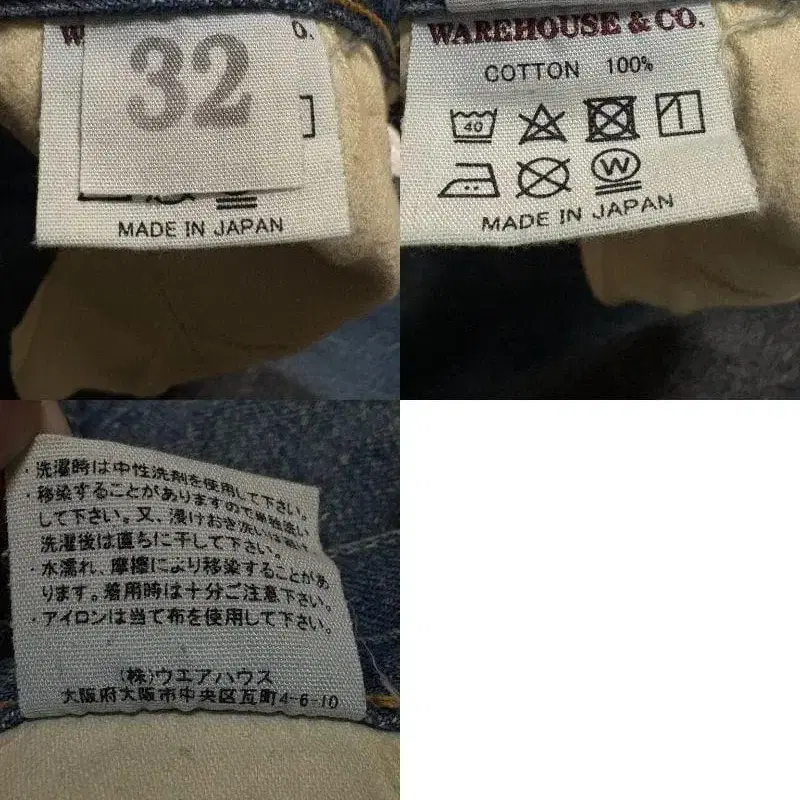 W
O.
32
MADE IN JAPAN
WAREHOUSE & CO.
COTTON 100%
40
W
MADE IN JAPAN
・洗濯時は中性洗剤を使用して下さい。
・移染することがありますので単独洗い
して下さい。又、浸けおき洗いは避け
洗濯後は直ちに干して下さい。
・水濡れ、摩擦により移染することがあ
ります。着用時は十分ご注意下さい。
・アイロンは当て布を使用して下さい。
(株)ウエアハウス
大阪府大阪市中央区瓦町4-6-10